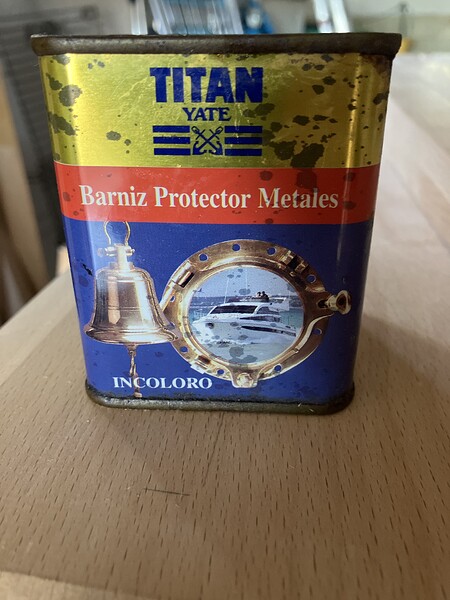 TITAN
YATE
Barniz Protector Metales
INCOLORO